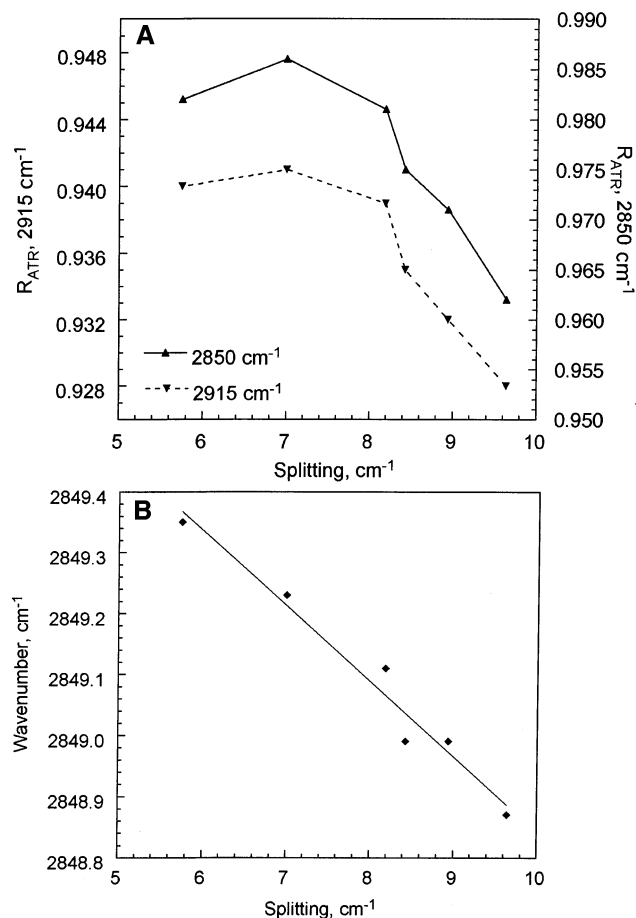 A
0.948
0.944
0.940
0.936
0.932
0.928
R_ATR, 2915 cm⁻¹
0.990
0.985
0.980
0.975
0.970
0.965
0.960
0.955
0.950
R_ATR, 2850 cm⁻¹
2850 cm⁻¹
2915 cm⁻¹
5 6 7 8 9 10
Splitting, cm⁻¹
B
2849.4
2849.3
2849.2
2849.1
2849.0
2848.9
2848.8
Wavenumber, cm⁻¹
5 6 7 8 9 10
Splitting, cm⁻¹